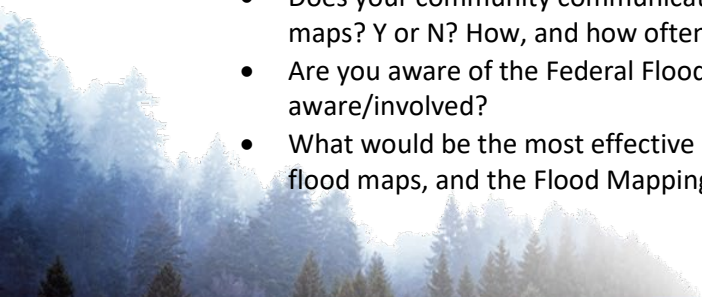 • Does your community communicat
maps? Y or N? How, and how often
• Are you aware of the Federal Flood
aware/involved?
• What would be the most effective
flood maps, and the Flood Mapping